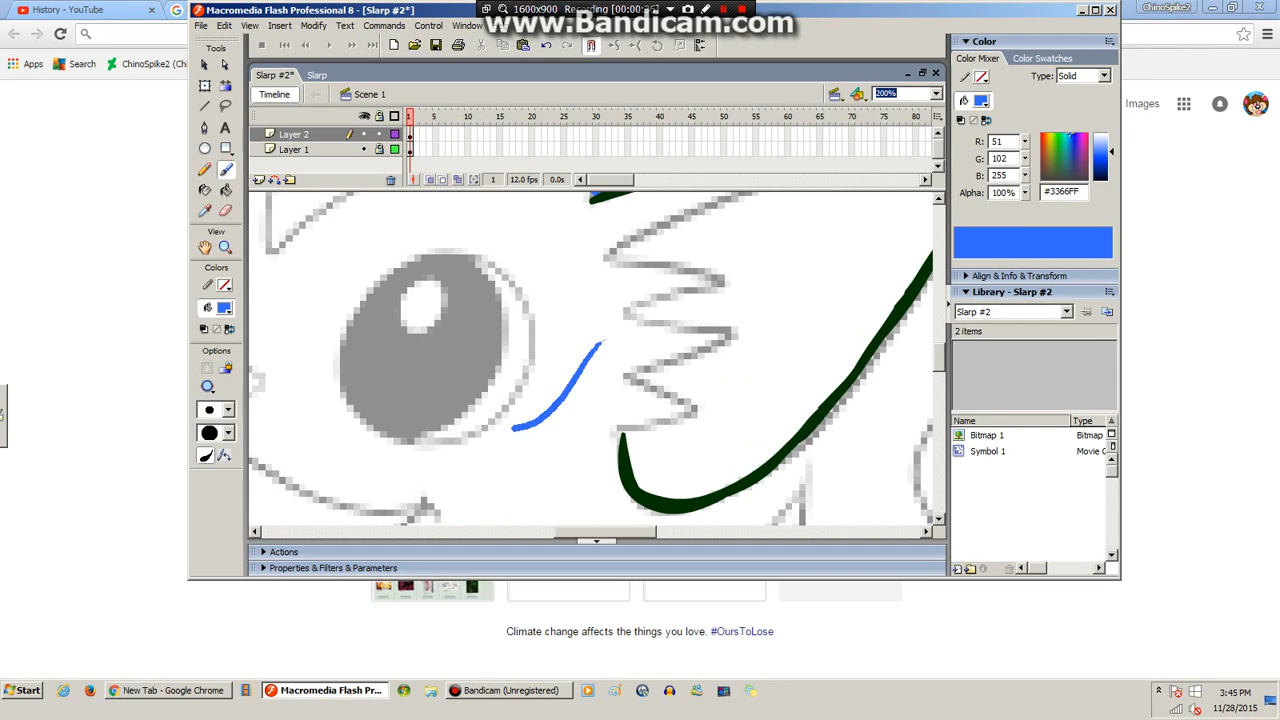 History - YouTube
Macromedia Flash Professional 8 - [Slarp #2*]
1600x900 Recording [00:00:26]
ChinoSpike2
www.Bandicam.com
File Edit View Insert Modify Text Commands Control Window
Apps Search ChinoSpike2 (
Images
Tools
Slarp #2* Slarp
Timeline Scene 1 200%
1 5 10 15 20 25 30 35 40 45 50 55 60 65 70 75 80
Layer 2
Layer 1
1 12.0 fps 0.0s
View
Colors
Options
Color
Color Mixer Color Swatches
Type: Solid
R: 51
G: 102
B: 255
Alpha: 100% #3366FF
Align & Info & Transform
Library - Slarp #2
Slarp #2
2 items
Name Type
Bitmap 1 Bitmap
Symbol 1 Movie C
Actions
Properties & Filters & Parameters
Climate change affects the things you love. #OursToLose
Start New Tab - Google Chrome Macromedia Flash Pr... Bandicam (Unregistered)
3:45 PM
11/28/2015